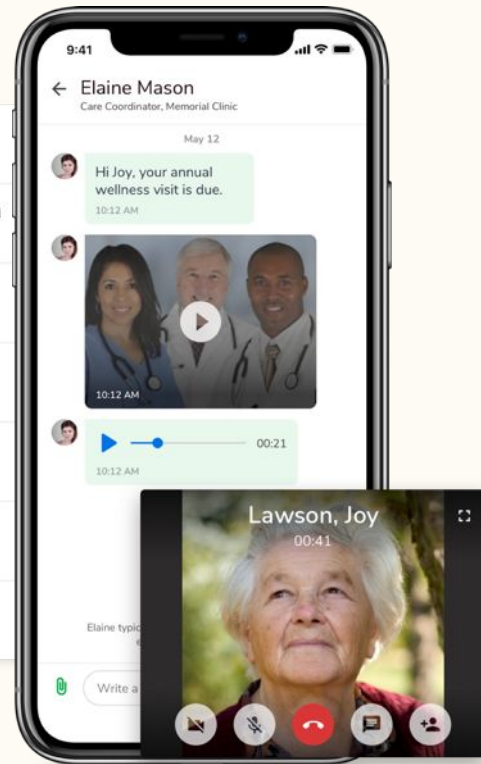 9:41
Elaine Mason
Care Coordinator, Memorial Clinic
May 12
Hi Joy, your annual
wellness visit is due.
10:12 AM
10:12 AM
00:21
10:12 AM
Lawson, Joy
00:41
Elaine
Write a